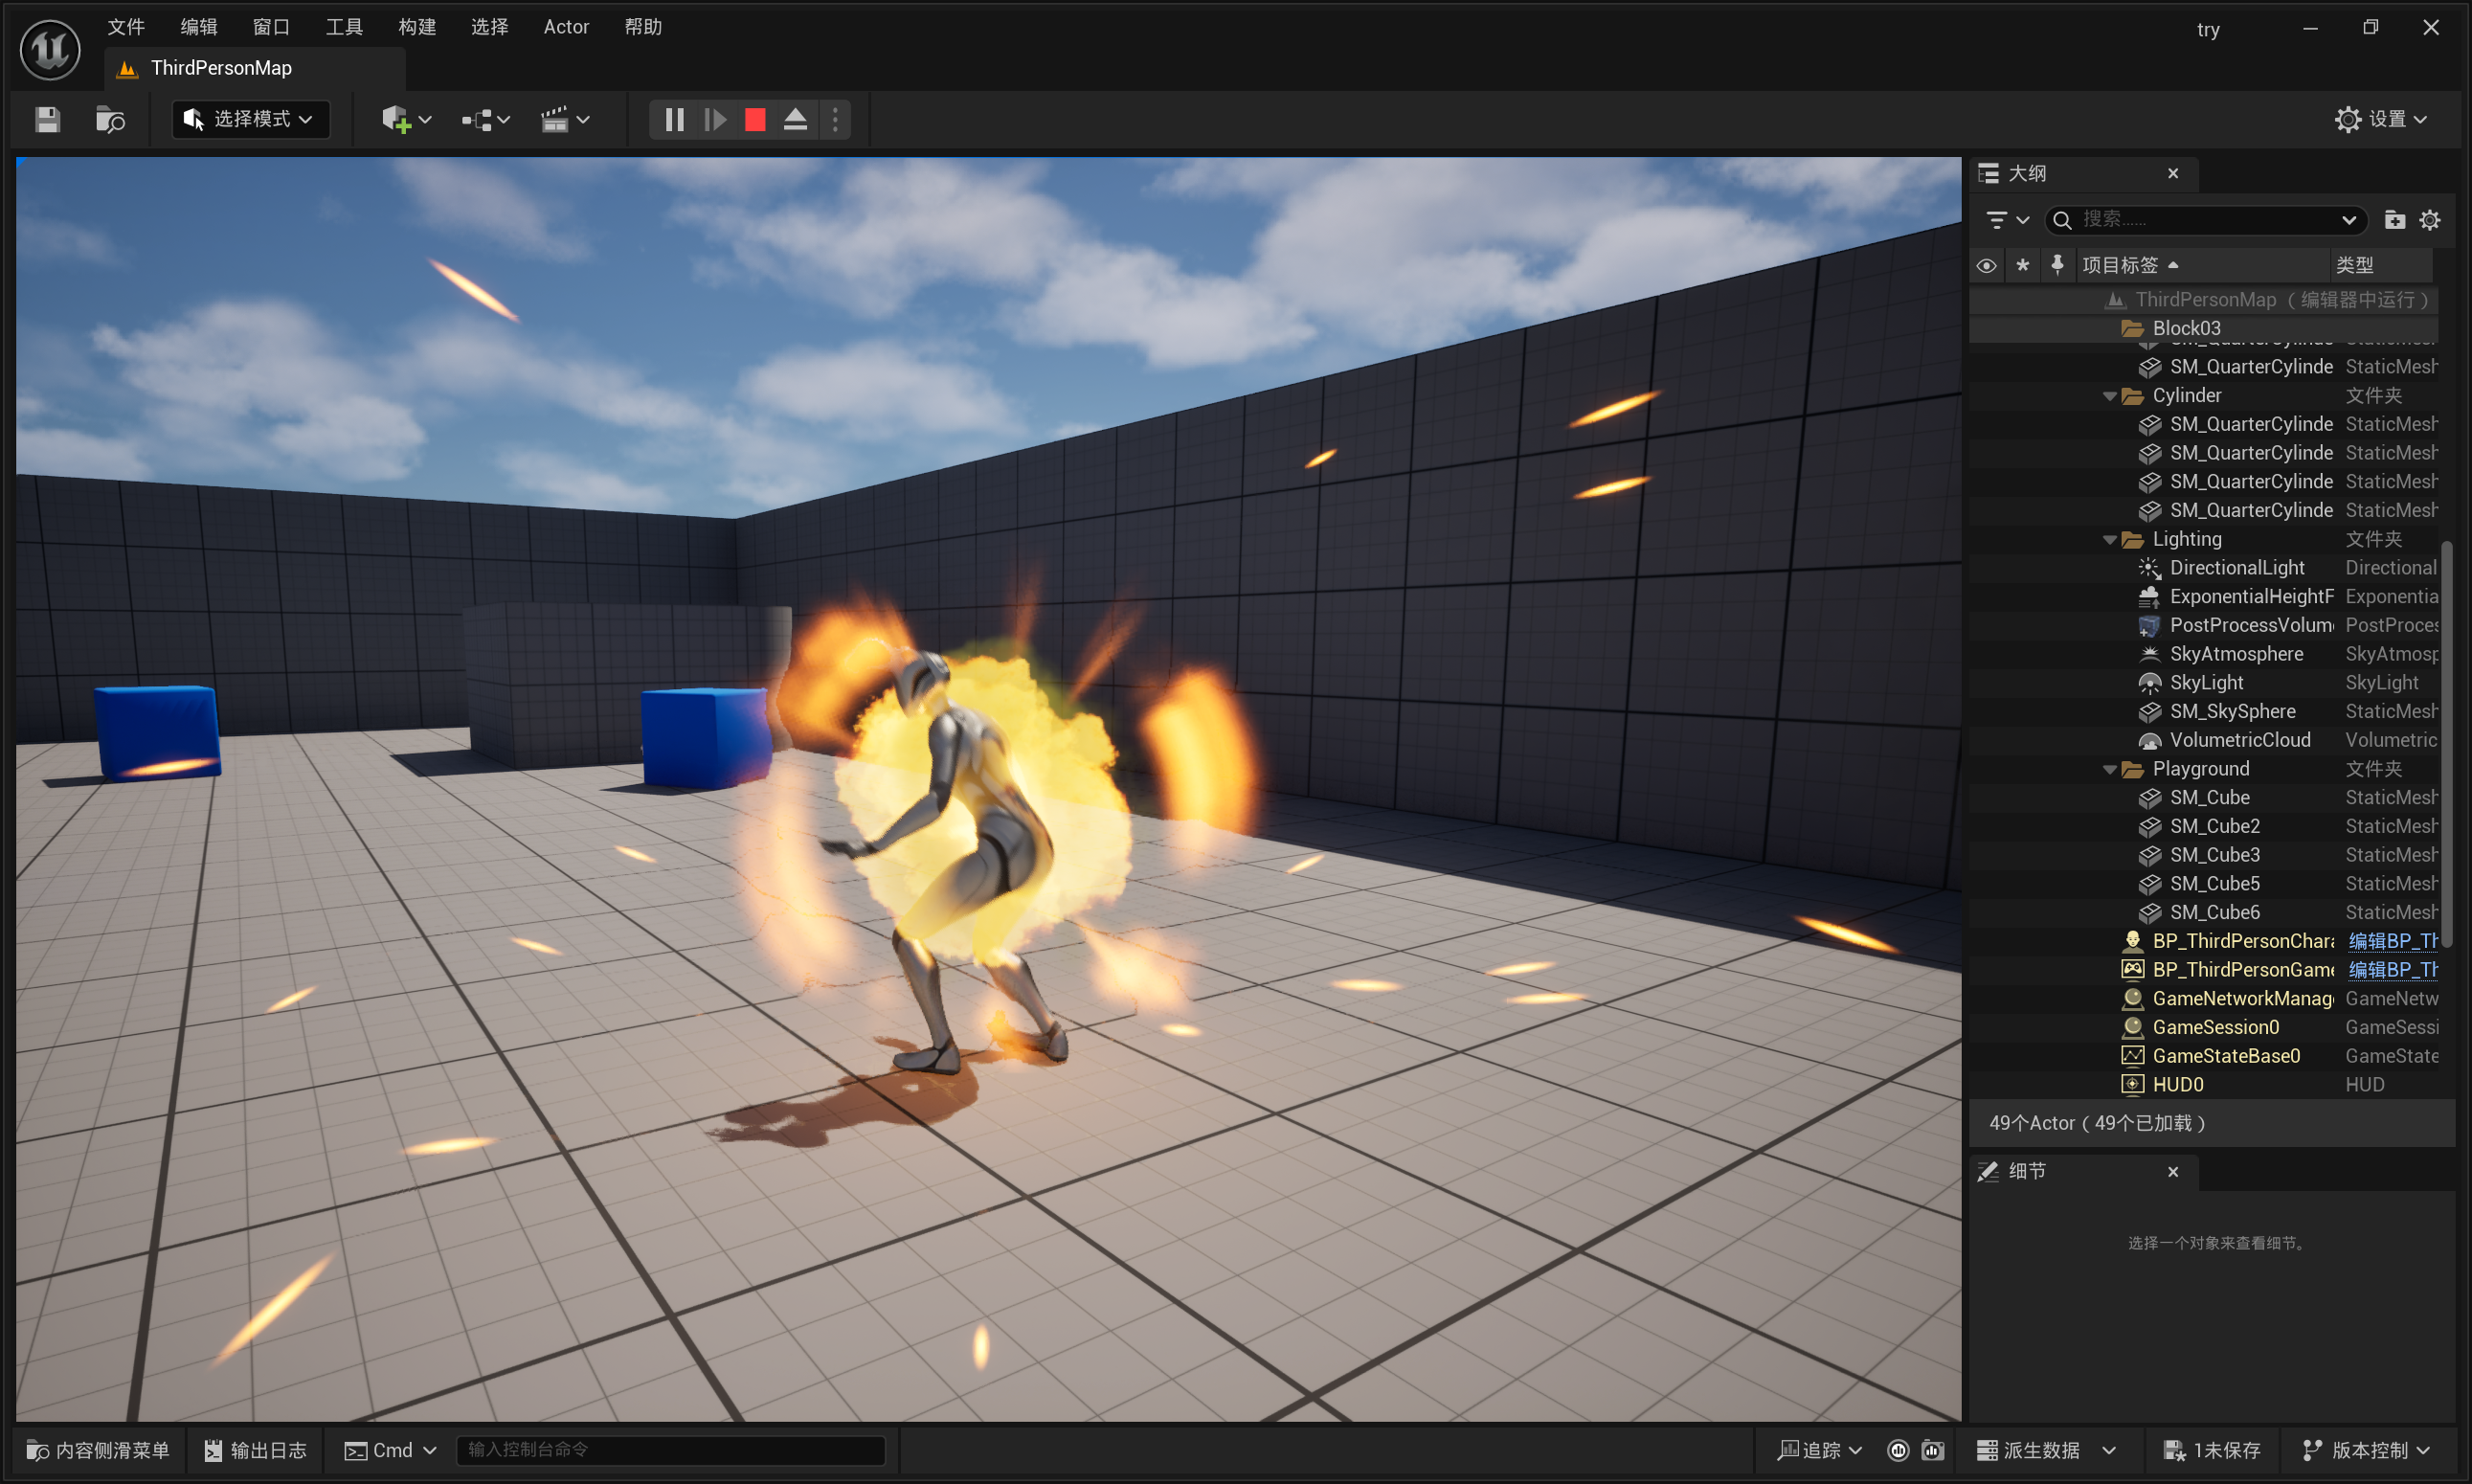 文件 编辑 窗口 工具 构建 选择 Actor 帮助 try
ThirdPersonMap
选择模式 设置
大纲
搜索......
项目标签 类型
ThirdPersonMap（编辑器中运行）
Block03
SM_QuarterCylinde StaticMesh
SM_QuarterCylinde StaticMesh
Cylinder 文件夹
SM_QuarterCylinde StaticMesh
SM_QuarterCylinde StaticMesh
SM_QuarterCylinde StaticMesh
SM_QuarterCylinde StaticMesh
Lighting 文件夹
DirectionalLight Directional
ExponentialHeightF Exponentia
PostProcessVolum PostProces
SkyAtmosphere SkyAtmosp
SkyLight SkyLight
SM_SkySphere StaticMesh
VolumetricCloud Volumetric
Playground 文件夹
SM_Cube StaticMesh
SM_Cube2 StaticMesh
SM_Cube3 StaticMesh
SM_Cube5 StaticMesh
SM_Cube6 StaticMesh
BP_ThirdPersonChara 编辑BP_Th
BP_ThirdPersonGame 编辑BP_Th
GameNetworkManag GameNetw
GameSession0 GameSessi
GameStateBase0 GameState
HUD0 HUD
49个Actor（49个已加载）
细节
选择一个对象来查看细节。
内容侧滑菜单 输出日志 Cmd 输入控制台命令 追踪 派生数据 1未保存 版本控制